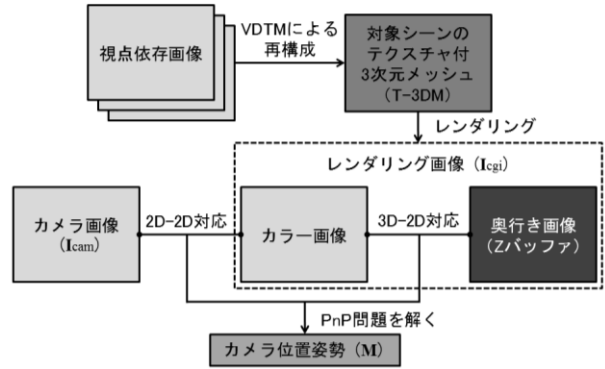 視点依存画像
VDTMによる
再構成
対象シーンの
テクスチャ付
3次元メッシュ
(T-3DM)
レンダリング
レンダリング画像(Icgi)
カメラ画像
(Icam)
2D-2D対応
カラー画像
3D-2D対応
奥行き画像
(Zバッファ)
PnP問題を解く
カメラ位置姿勢(M)